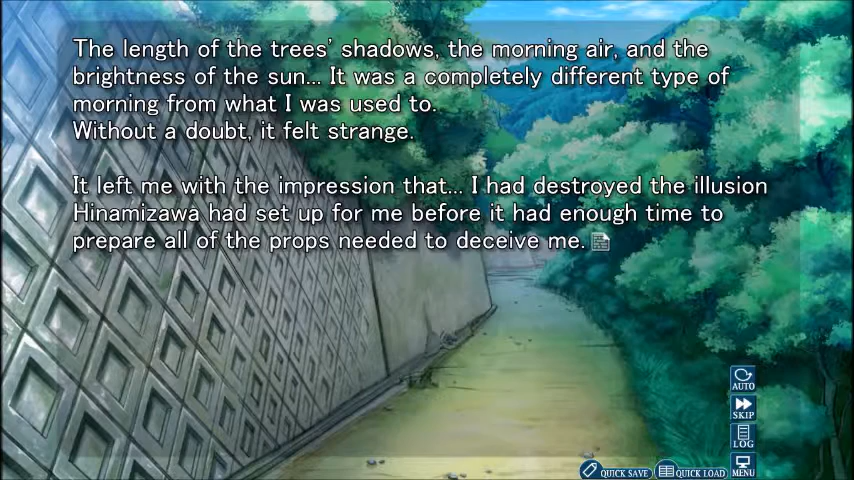 The length of the trees' shadows, the morning air, and the
brightness of the sun... It was a completely different type of
morning from what I was used to.
Without a doubt, it felt strange.
It left me with the impression that... I had destroyed the illusion
Hinamizawa had set up for me before it had enough time to
prepare all of the props needed to deceive me.
AUTO
SKIP
LOG
MENU
QUICK SAVE
QUICK LOAD